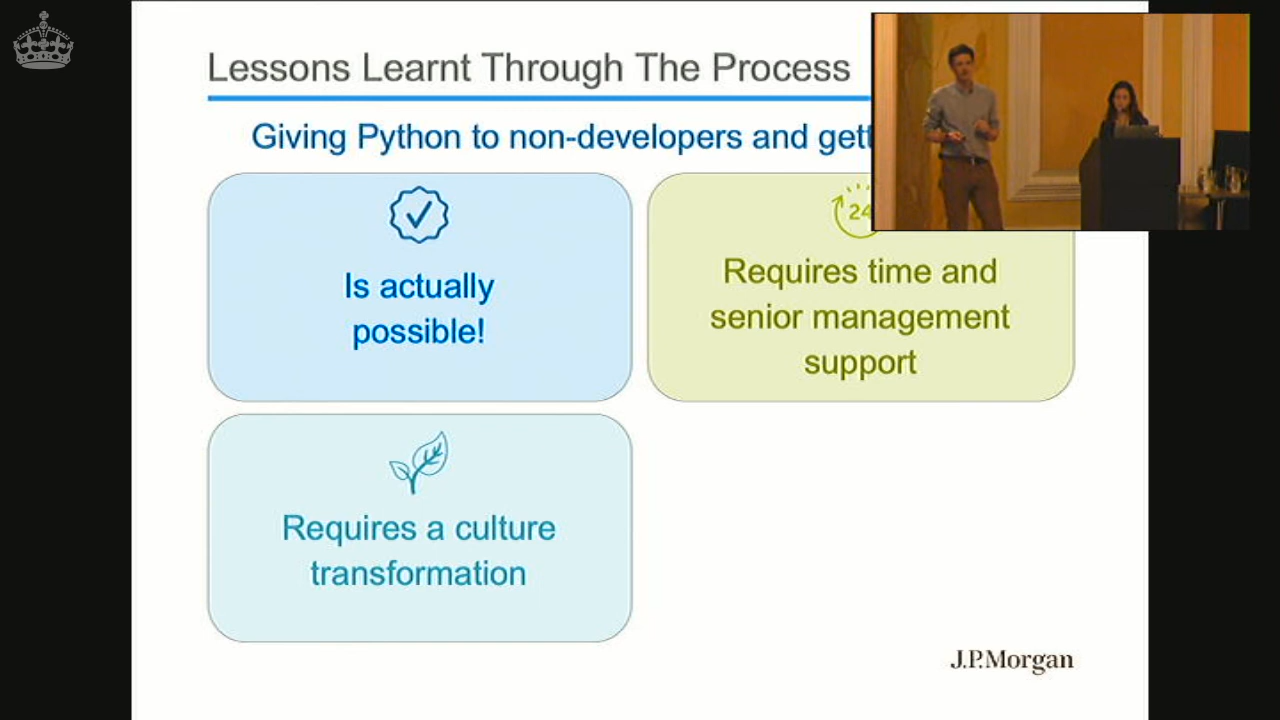 Lessons Learnt Through The Process
Giving Python to non-developers and
Is actually
possible!
24
Requires time and
senior management
support
Requires a culture
transformation
J.P.Morgan